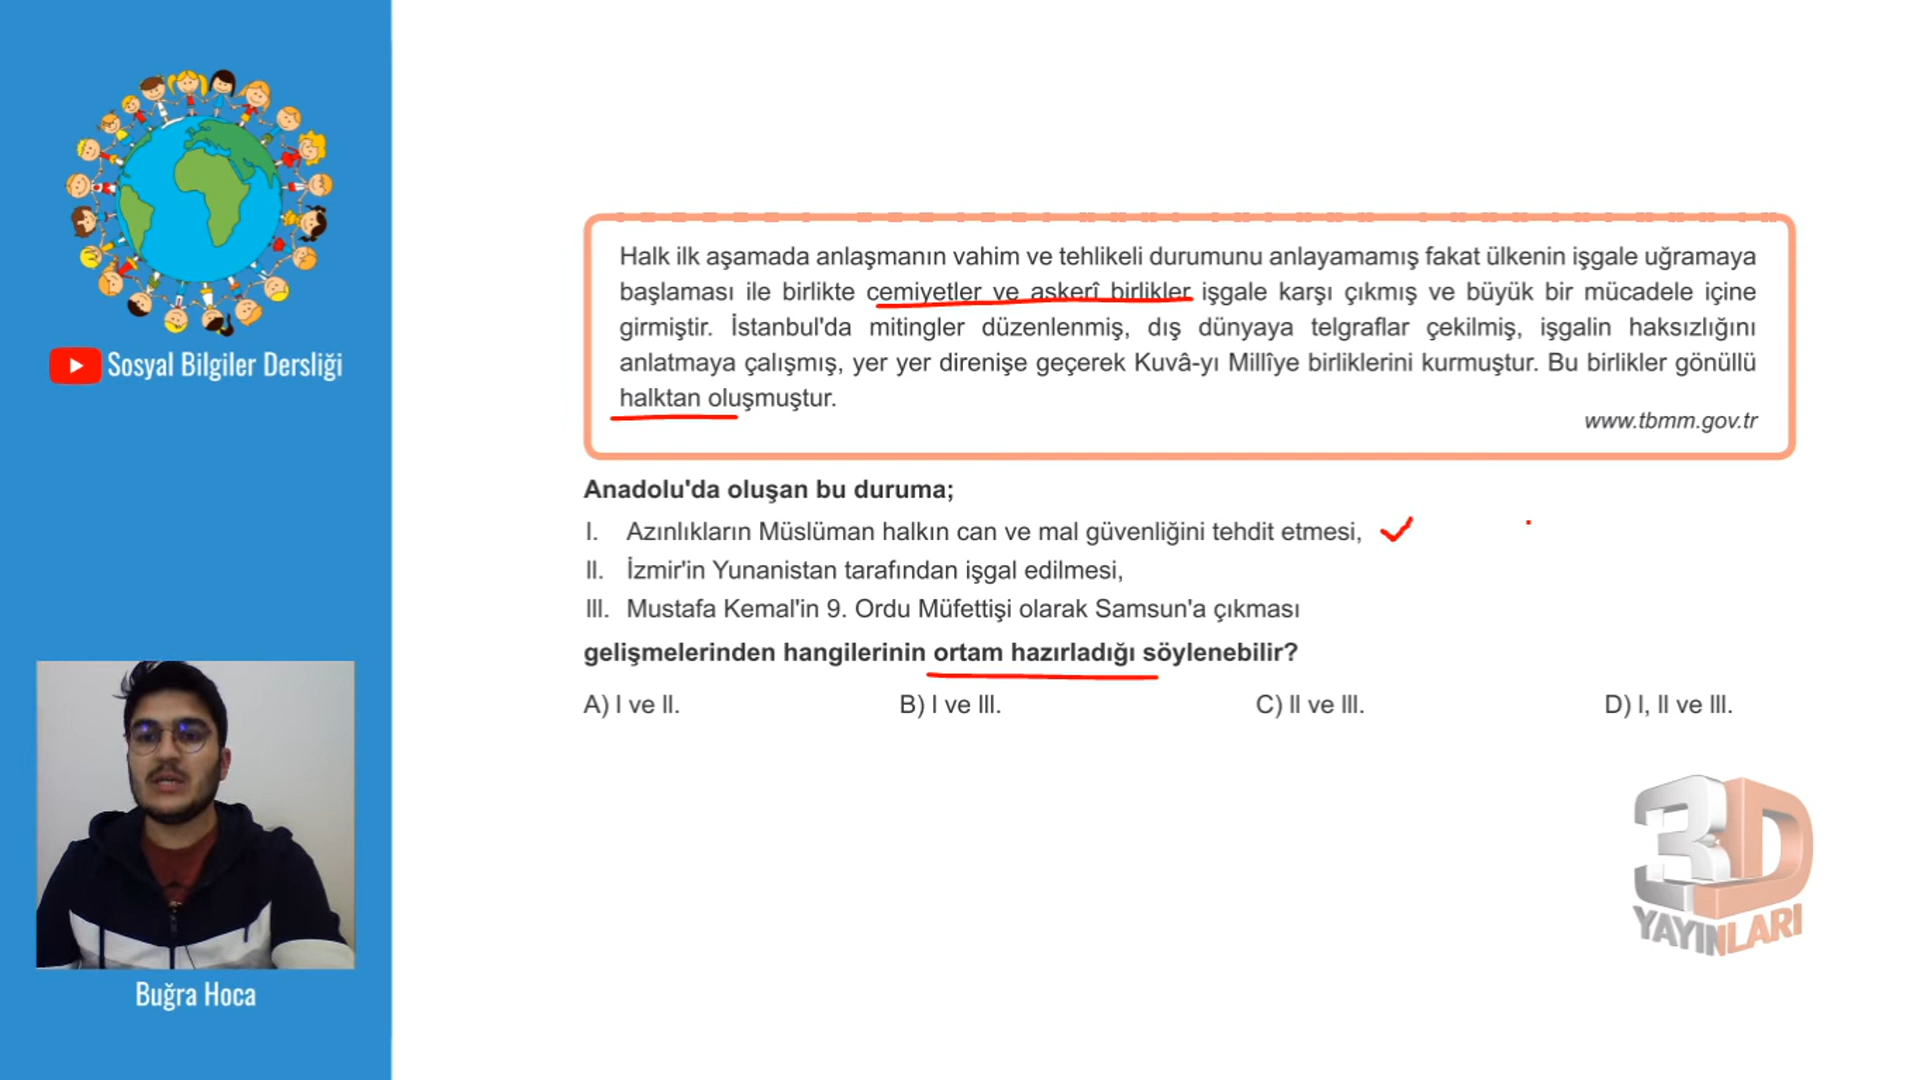 Sosyal Bilgiler Dersliği
Buğra Hoca
Halk ilk aşamada anlaşmanın vahim ve tehlikeli durumunu anlayamamış fakat ülkenin işgale uğramaya
başlaması ile birlikte cemiyetler ve askerî birlikler işgale karşı çıkmış ve büyük bir mücadele içine
girmiştir. İstanbul'da mitingler düzenlenmiş, dış dünyaya telgraflar çekilmiş, işgalin haksızlığını
anlatmaya çalışmış, yer yer direnişe geçerek Kuvâ-yı Millîye birliklerini kurmuştur. Bu birlikler gönüllü
halktan oluşmuştur.
www.tbmm.gov.tr
Anadolu'da oluşan bu duruma;
I. Azınlıkların Müslüman halkın can ve mal güvenliğini tehdit etmesi,
II. İzmir'in Yunanistan tarafından işgal edilmesi,
III. Mustafa Kemal'in 9. Ordu Müfettişi olarak Samsun'a çıkması
gelişmelerinden hangilerinin ortam hazırladığı söylenebilir?
A) I ve II.
B) I ve III.
C) II ve III.
D) I, II ve III.
3D
YAYINLARI